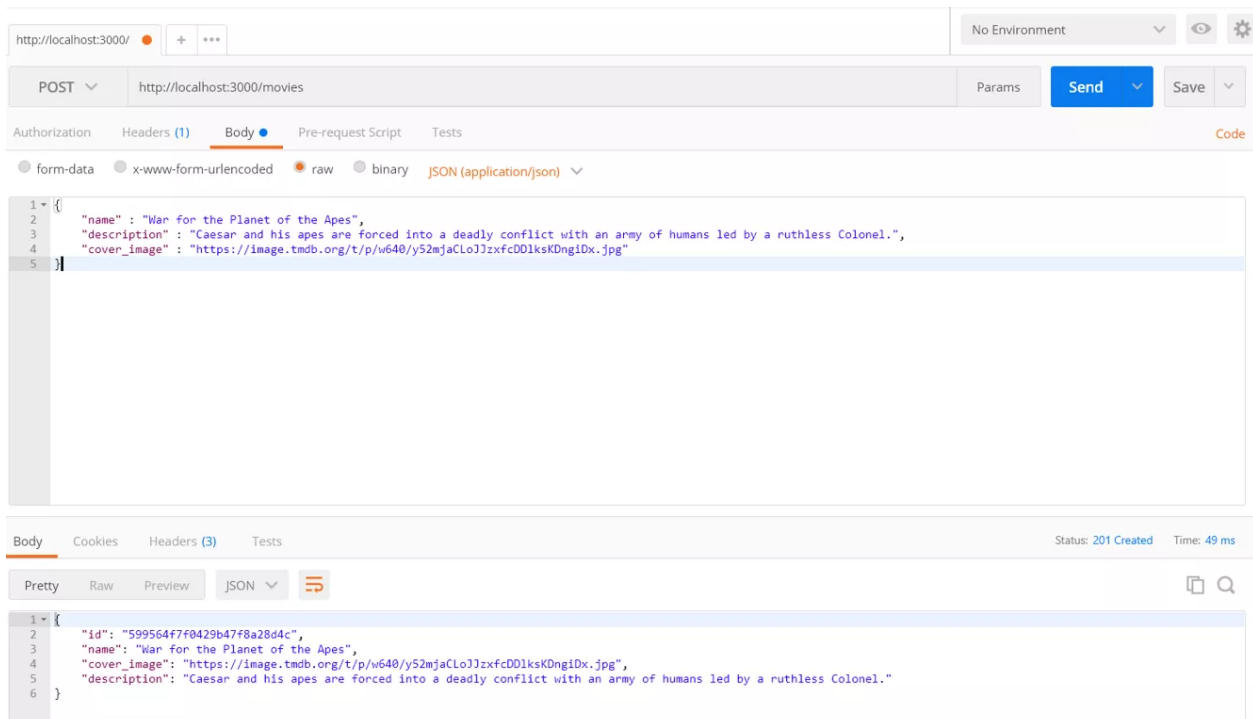 http://localhost:3000/ + ••• No Environment
POST http://localhost:3000/movies Params Send Save
Authorization Headers (1) Body Pre-request Script Tests Code
form-data x-www-form-urlencoded raw binary JSON (application/json)
1 {
2 "name" : "War for the Planet of the Apes",
3 "description" : "Caesar and his apes are forced into a deadly conflict with an army of humans led by a ruthless Colonel.",
4 "cover_image" : "https://image.tmdb.org/t/p/w640/y52mjaCLoJJzxfcDDlksKDngiDx.jpg"
5 }
Body Cookies Headers (3) Tests Status: 201 Created Time: 49 ms
Pretty Raw Preview JSON
1 {
2 "id": "599564f7f0429b47f8a28d4c",
3 "name": "War for the Planet of the Apes",
4 "cover_image": "https://image.tmdb.org/t/p/w640/y52mjaCLoJJzxfcDDlksKDngiDx.jpg",
5 "description": "Caesar and his apes are forced into a deadly conflict with an army of humans led by a ruthless Colonel."
6 }